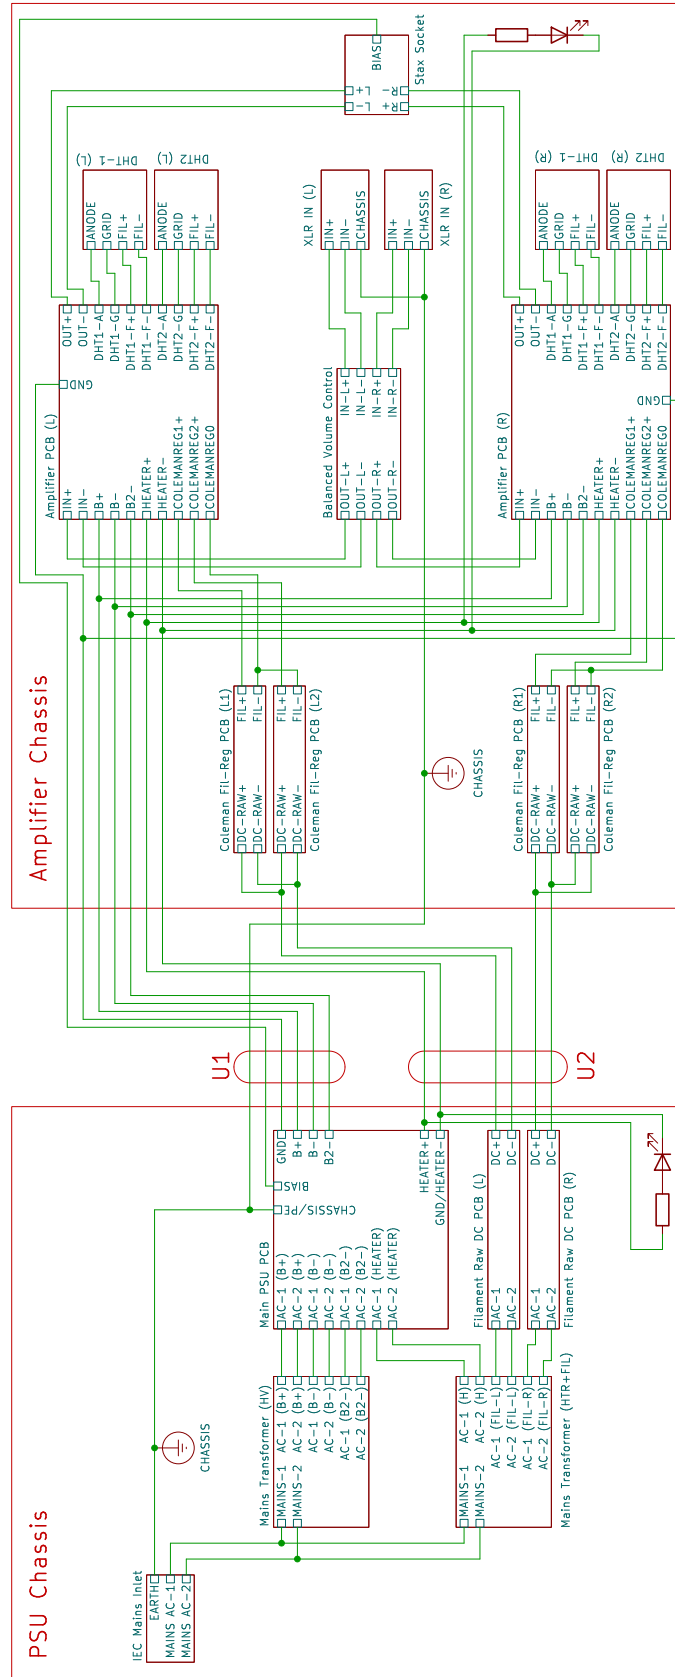 PSU Chassis
IEC Mains Inlet
EARTH
MAINS AC-1
MAINS AC-2
CHASSIS
Mains Transformer (HV)
MAINS-1
MAINS-2
AC-1 (B+)
AC-2 (B+)
AC-1 (B-)
AC-2 (B-)
AC-1 (B2-)
AC-2 (B2-)
Mains Transformer (HTR+FIL)
MAINS-1
MAINS-2
AC-1 (H)
AC-2 (H)
AC-1 (FIL-L)
AC-2 (FIL-L)
AC-1 (FIL-R)
AC-2 (FIL-R)
Main PSU PCB
AC-1 (B+)
AC-2 (B+)
AC-1 (B-)
AC-2 (B-)
AC-1 (B2-)
AC-2 (B2-)
AC-1 (HEATER)
AC-2 (HEATER)
CHASSIS/PE
BIAS
GND
B+
B-
B2-
HEATER+
GND/HEATER-
Filament Raw DC PCB (L)
AC-1
AC-2
DC+
DC-
Filament Raw DC PCB (R)
AC-1
AC-2
DC+
DC-
U1
U2
Amplifier Chassis
Coleman Fil-Reg PCB (L1)
DC-RAW+
DC-RAW-
FIL+
FIL-
Coleman Fil-Reg PCB (L2)
DC-RAW+
DC-RAW-
FIL+
FIL-
CHASSIS
Coleman Fil-Reg PCB (R1)
DC-RAW+
DC-RAW-
FIL+
FIL-
Coleman Fil-Reg PCB (R2)
DC-RAW+
DC-RAW-
FIL+
FIL-
Amplifier PCB (L)
IN+
IN-
B+
B-
B2-
HEATER+
HEATER-
COLEMANREG1+
COLEMANREG2+
COLEMANREG0
GND
OUT+
OUT-
DHT1-A
DHT1-G
DHT1-F+
DHT1-F-
DHT2-A
DHT2-G
DHT2-F+
DHT2-F-
Balanced Volume Control
OUT-L+
OUT-L-
OUT-R+
OUT-R-
IN-L+
IN-L-
IN-R+
IN-R-
Amplifier PCB (R)
IN+
IN-
B+
B-
B2-
HEATER+
HEATER-
COLEMANREG1+
COLEMANREG2+
COLEMANREG0
GND
OUT+
OUT-
DHT1-A
DHT1-G
DHT1-F+
DHT1-F-
DHT2-A
DHT2-G
DHT2-F+
DHT2-F-
DHT-1 (L)
ANODE
GRID
FIL+
FIL-
DHT2 (L)
ANODE
GRID
FIL+
FIL-
XLR IN (L)
IN+
IN-
CHASSIS
XLR IN (R)
IN+
IN-
CHASSIS
DHT-1 (R)
ANODE
GRID
FIL+
FIL-
DHT2 (R)
ANODE
GRID
FIL+
FIL-
Stax Socket
BIAS
L+
L-
R-
R+